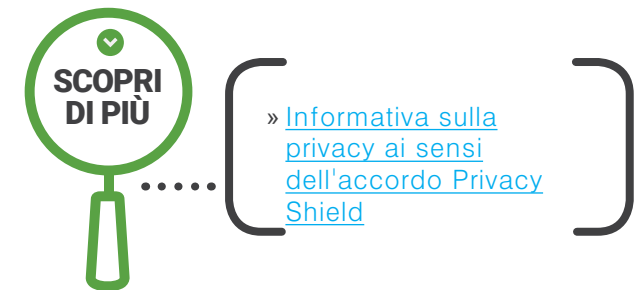 SCOPRI
DI PIÙ
» Informativa sulla
privacy ai sensi
dell'accordo Privacy
Shield